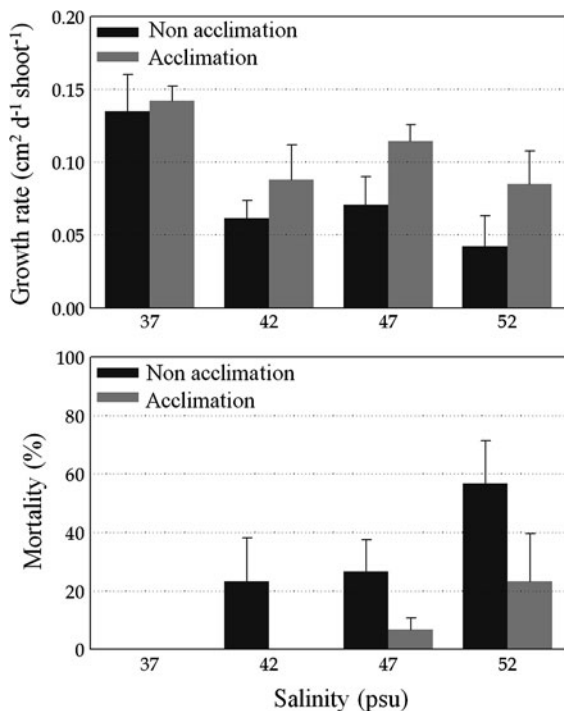 Growth rate (cm² d⁻¹ shoot⁻¹)
0.20
0.15
0.10
0.05
0.00
Non acclimation
Acclimation
37 42 47 52
Mortality (%)
100
80
60
40
20
0
Non acclimation
Acclimation
37 42 47 52
Salinity (psu)